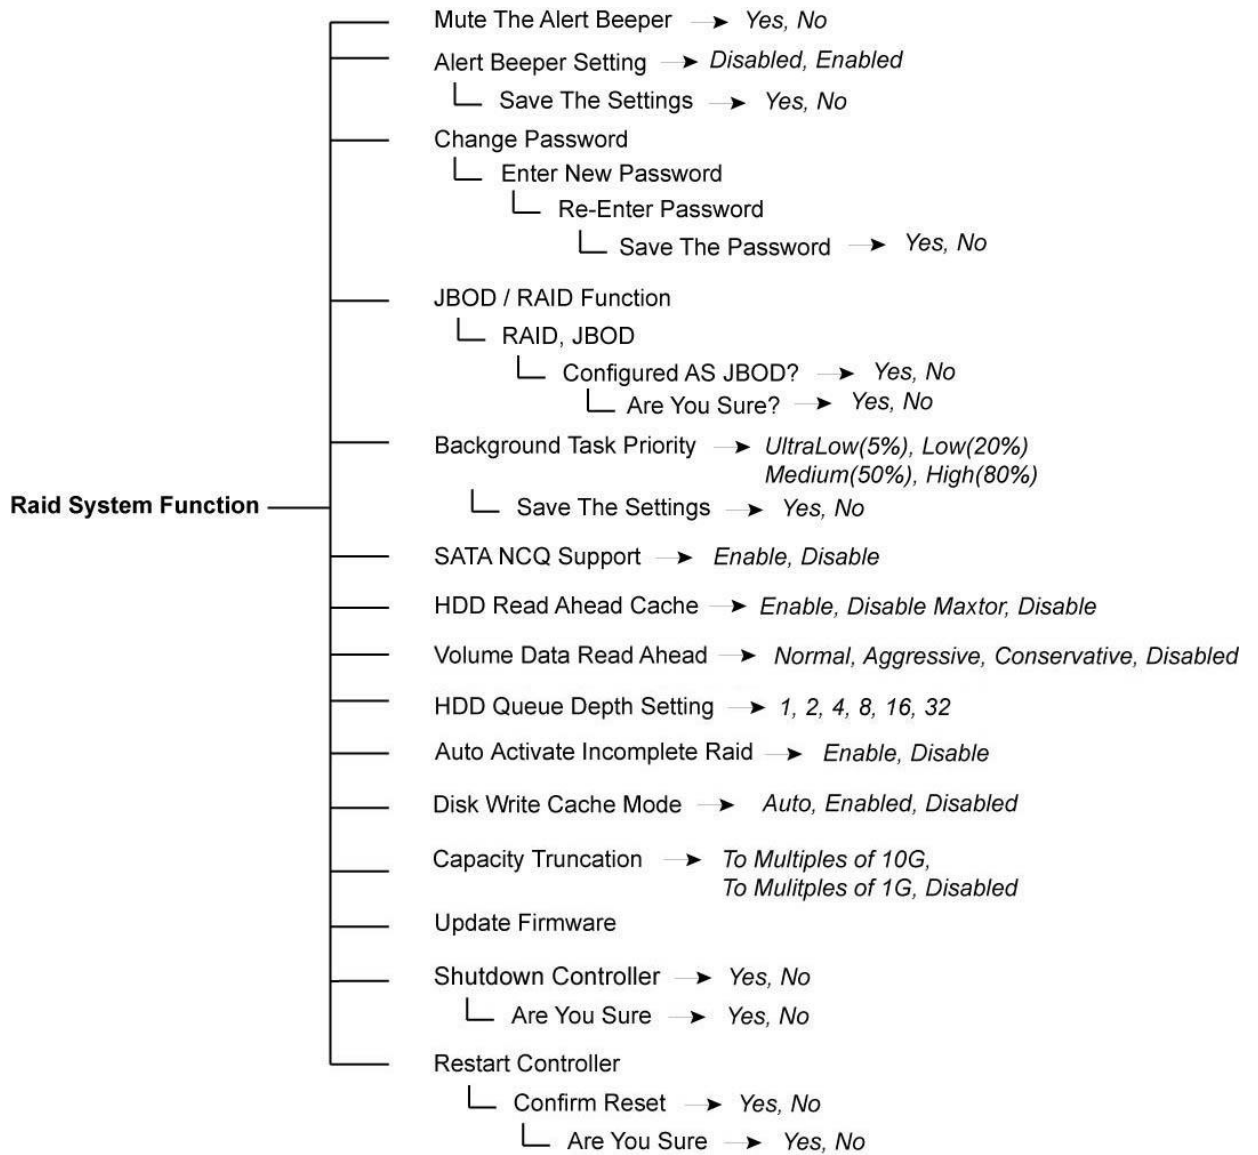 Mute The Alert Beeper Yes, No
Alert Beeper Setting Disabled, Enabled
Save The Settings Yes, No
Change Password
Enter New Password
Re-Enter Password
Save The Password Yes, No
JBOD / RAID Function
RAID, JBOD
Configured AS JBOD? Yes, No
Are You Sure? Yes, No
Background Task Priority UltraLow(5%), Low(20%)
Medium(50%), High(80%)
Raid System Function
Save The Settings Yes, No
SATA NCQ Support Enable, Disable
HDD Read Ahead Cache Enable, Disable Maxtor, Disable
Volume Data Read Ahead Normal, Aggressive, Conservative, Disabled
HDD Queue Depth Setting 1, 2, 4, 8, 16, 32
Auto Activate Incomplete Raid Enable, Disable
Disk Write Cache Mode Auto, Enabled, Disabled
Capacity Truncation To Multiples of 10G,
To Mulitples of 1G, Disabled
Update Firmware
Shutdown Controller Yes, No
Are You Sure Yes, No
Restart Controller
Confirm Reset Yes, No
Are You Sure Yes, No